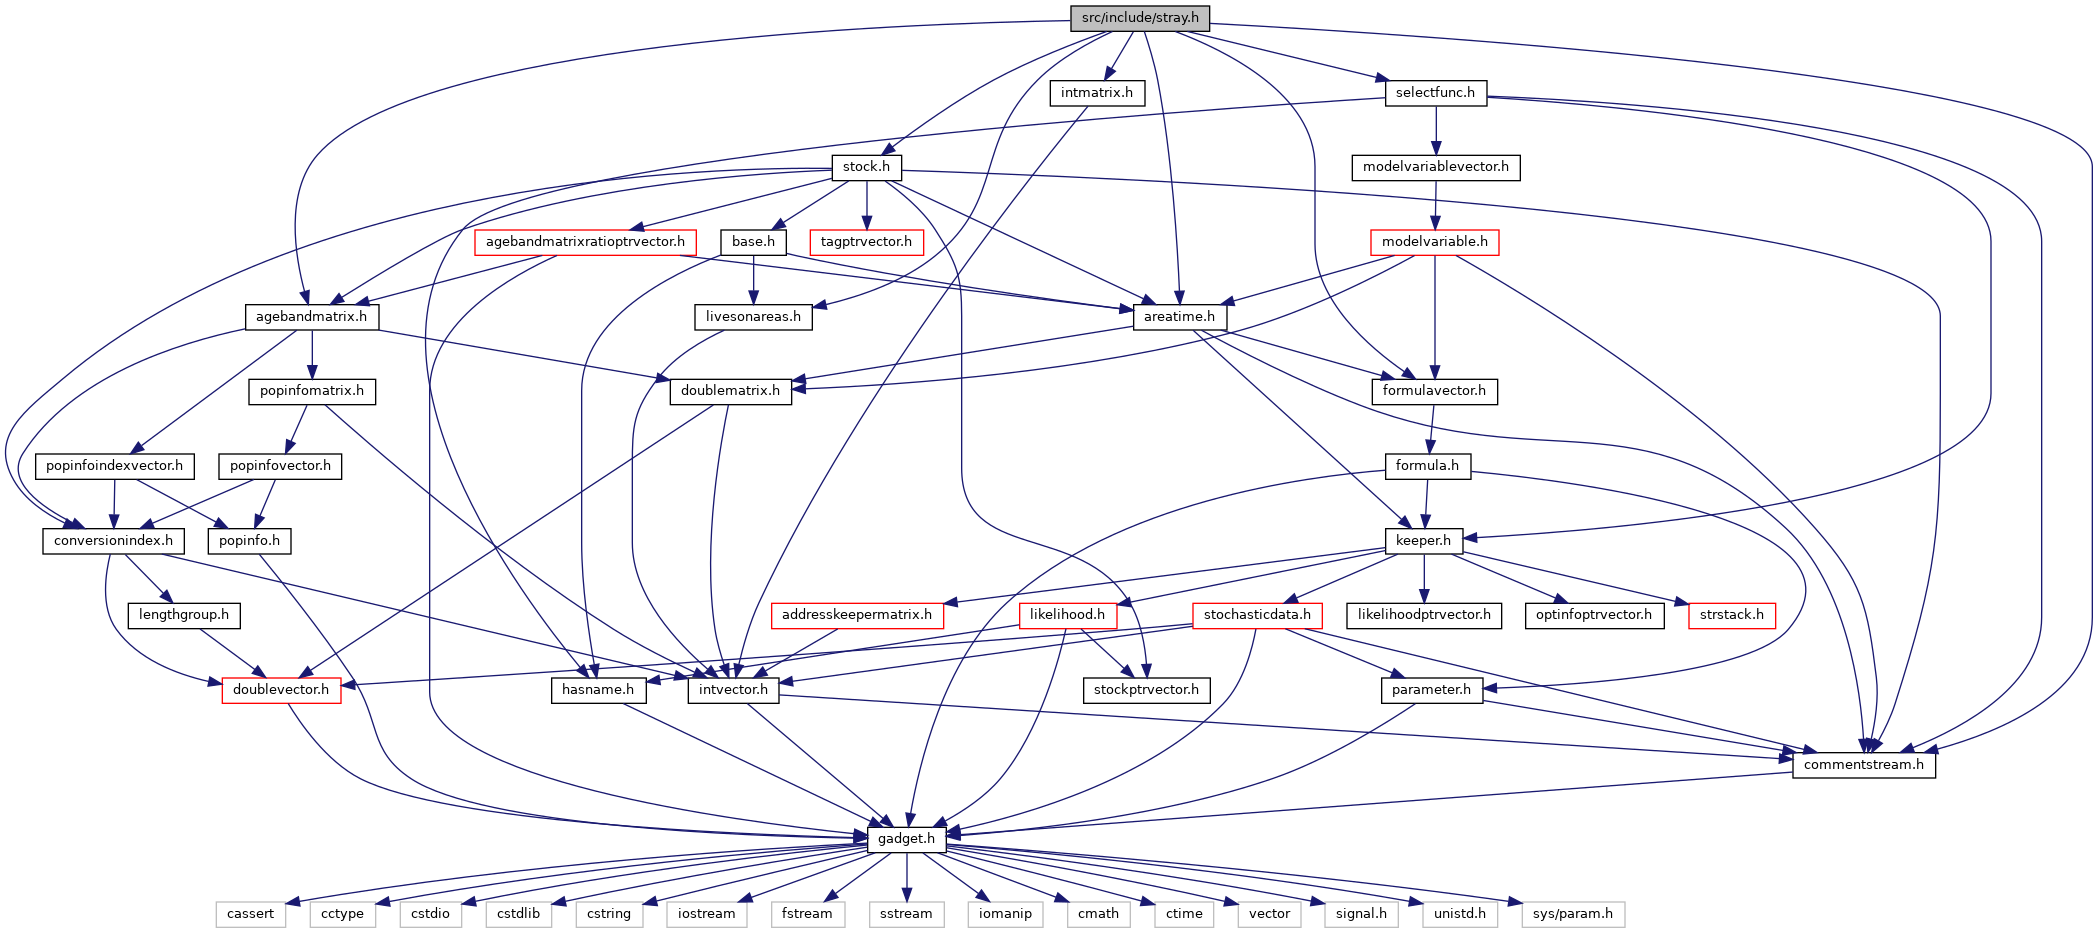 src/include/stray.h
intmatrix.h
selectfunc.h
stock.h
modelvariablevector.h
agebandmatrixratioptrvector.h
base.h
tagptrvector.h
modelvariable.h
agebandmatrix.h
livesonareas.h
areatime.h
popinfomatrix.h
doublematrix.h
formulavector.h
popinfoindexvector.h
popinfovector.h
formula.h
conversionindex.h
popinfo.h
keeper.h
lengthgroup.h
addresskeepermatrix.h
likelihood.h
stochasticdata.h
likelihoodptrvector.h
optinfoptrvector.h
strstack.h
doublevector.h
hasname.h
intvector.h
stockptrvector.h
parameter.h
commentstream.h
gadget.h
cassert
cctype
cstdio
cstdlib
cstring
iostream
fstream
sstream
iomanip
cmath
ctime
vector
signal.h
unistd.h
sys/param.h